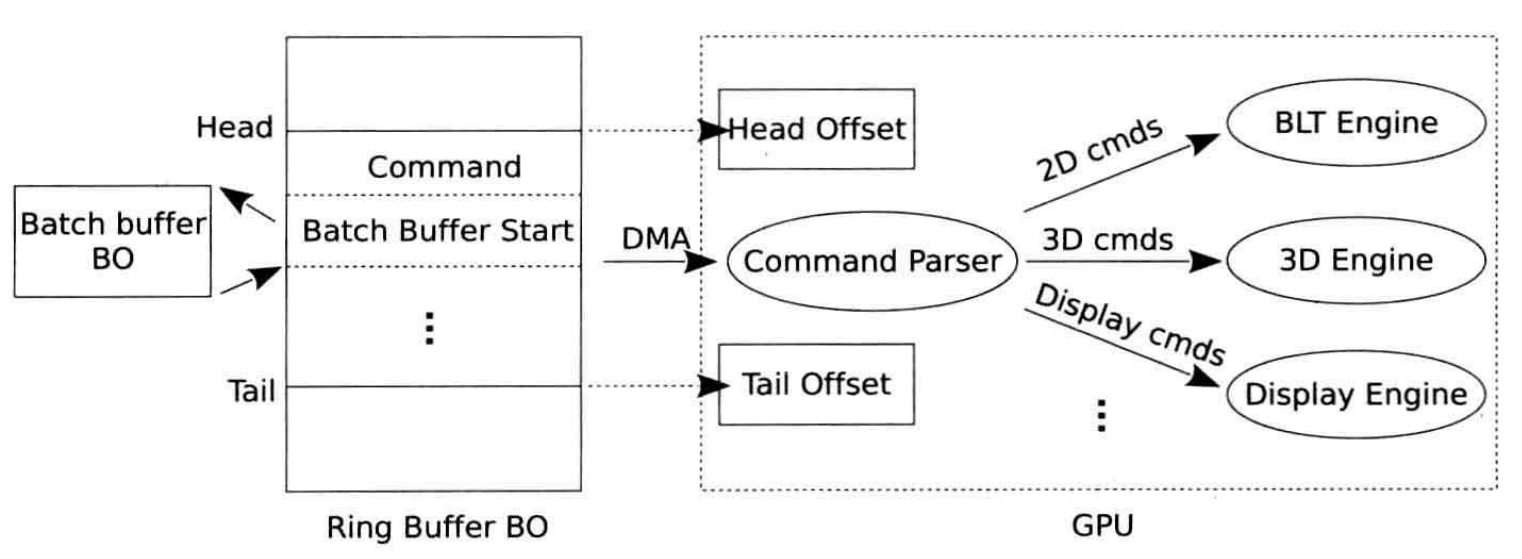 Head
Command
Batch buffer
BO
Batch Buffer Start
⋮
Tail
Ring Buffer BO
DMA
Head Offset
Command Parser
Tail Offset
2D cmds
3D cmds
Display cmds
⋮
BLT Engine
3D Engine
Display Engine
GPU